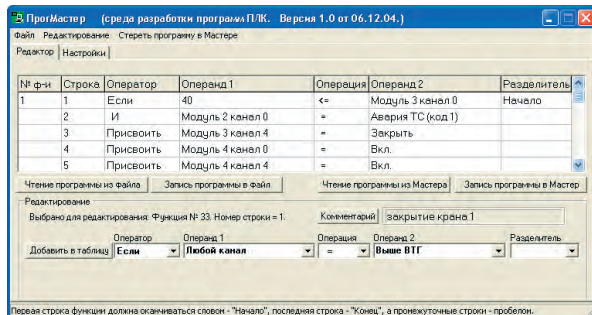 ПрогМастер (среда разработки программ ПЛК. Версия 1.0 от 06.12.04.)
Файл Редактирование Стереть программу в Мастере
Редактор Настройки
№ ф-и Строка Оператор Операнд 1 Операция Операнд 2 Разделитель
1 1 Если 40 <= Модуль 3 канал 0 Начало
2 И Модуль 2 канал 0 = Авария ТС (код 1)
3 Присвоить Модуль 3 канал 4 = Закрыть
4 Присвоить Модуль 4 канал 0 = Вкл.
5 Присвоить Модуль 4 канал 4 = Вкл.
Чтение программы из Файла Запись программы в Файл Чтение программы из Мастера Запись программы в Мастер
Редактирование
Выбрано для редактирования: Функция № 33. Номер строки = 1. Комментарий закрытие крана 1
Оператор Операнд 1 Операция Операнд 2 Разделитель
Добавить в таблицу Если Любой канал = Выше ВТГ
Первая строка функции должна оканчиваться словом - "Начало", последняя строка - "Конец", а промежуточные строки - пробелом.